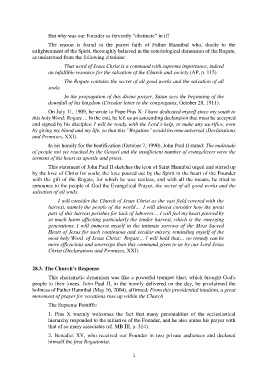 But why was our Founder so fervently "obstinate" in it?
The reason is found in the parental faith of Father Hannibal who, docile to the
enlightenment of the Spirit, thoroughly believed in the soteriological dimension of the Rogate,
as understood from the following citations:
That word of Jesus Christ is a command with supreme importance, indeed
an infallible resource for the salvation of the Church and society (AP, p. 115).
The Rogate contains the secret of all good works and the salvation of all
souls.
In the propagation of this divine prayer, Satan sees the beginning of the
downfall of his kingdom (Circular letter to the congregants, October 28, 1911).
On July 11, 1909, he wrote to Pope Pius X: I have dedicated myself since my youth to
this holy Word: Rogate ... In the end, he left us an astounding declaration that must be accepted
and signed by his disciples: I will be ready, with the Lord's help, to make any sacrifice, even
by giving my blood and my life, so that this "Rogation" would become universal (Declarations
and Promises, XXI).
In his homily for the beatification (October 7, 1990), John Paul II stated: The multitude
of people not yet reached by the Gospel and the insufficient number of evangelizers were the
torment of his heart as apostle and priest.
This statement of John Paul II sketches the icon of Saint Hannibal urged and stirred up
by the love of Christ for souls; the love poured out by the Spirit in the heart of the Founder
with the gift of the Rogate, for which he was zealous, and with all the means, he tried to
announce to the people of God the Evangelical Prayer, the secret of all good works and the
salvation of all souls.
I will consider the Church of Jesus Christ as the vast field covered with the
harvest, namely the people of the world.... I will always consider how the great
part of this harvest perishes for lack of laborers.... I will feel my heart pierced by
so much harm affecting particularly the tender harvest, which is the emerging
generations. I will immerse myself in the intimate sorrows of the Most Sacred
Heart of Jesus for such continuous and secular misery, reminding myself of the
most holy Word of Jesus Christ: Rogate ... I will hold that... no remedy can be
more efficacious and sovereign than this command given to us by our Lord Jesus
Christ (Declarations and Promises, XXI).
28.3. The Church's Response
This charismatic dynamism was like a powerful trumpet blast, which brought God's
people to their knees. John Paul II, in the homily delivered on the day, he proclaimed the
holiness of Father Hannibal (May 16, 2004), affirmed: From this providential intuition, a great
movement of prayer for vocations rose up within the Church.
The Supreme Pontiffs:
1. Pius X warmly welcomes the fact that many personalities of the ecclesiastical
hierarchy responded to the initiative of the Founder, and he also states his prayer with
that of so many associates (cf. MB III, p. 311).
2. Benedict XV, who received our Founder in two private audiences and declared
himself the first Rogationist.